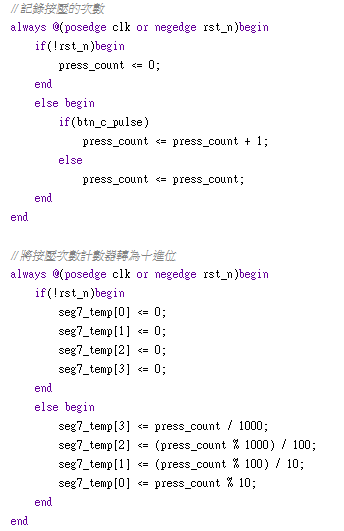 //記錄按壓的次數
always @(posedge clk or negedge rst_n)begin
    if(!rst_n)begin
        press_count <= 0;
    end
    else begin
        if(btn_c_pulse)
            press_count <= press_count + 1;
        else
            press_count <= press_count;
    end
end

//將按壓次數計數器轉為十進位
always @(posedge clk or negedge rst_n)begin
    if(!rst_n)begin
        seg7_temp[0] <= 0;
        seg7_temp[1] <= 0;
        seg7_temp[2] <= 0;
        seg7_temp[3] <= 0;
    end
    else begin
        seg7_temp[3] <= press_count / 1000;
        seg7_temp[2] <= (press_count % 1000) / 100;
        seg7_temp[1] <= (press_count % 100) / 10;
        seg7_temp[0] <= press_count % 10;
    end
end